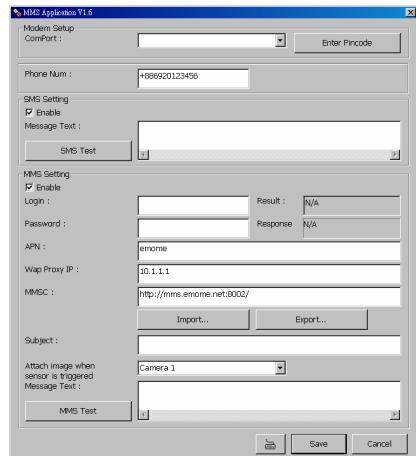 MMS Application V1.6
Modem Setup
ComPort :
Enter Pincode
Phone Num :
+886920123456
SMS Setting
Enable
Message Text :
SMS Test
MMS Setting
Enable
Login :
Result :
N/A
Password :
Response
N/A
APN :
emome
Wap Proxy IP :
10.1.1.1
MMSC :
http://mms.emome.net:8002/
Import...
Export...
Subject :
Attach image when
sensor is triggered
Camera 1
Message Text :
MMS Test
Save
Cancel